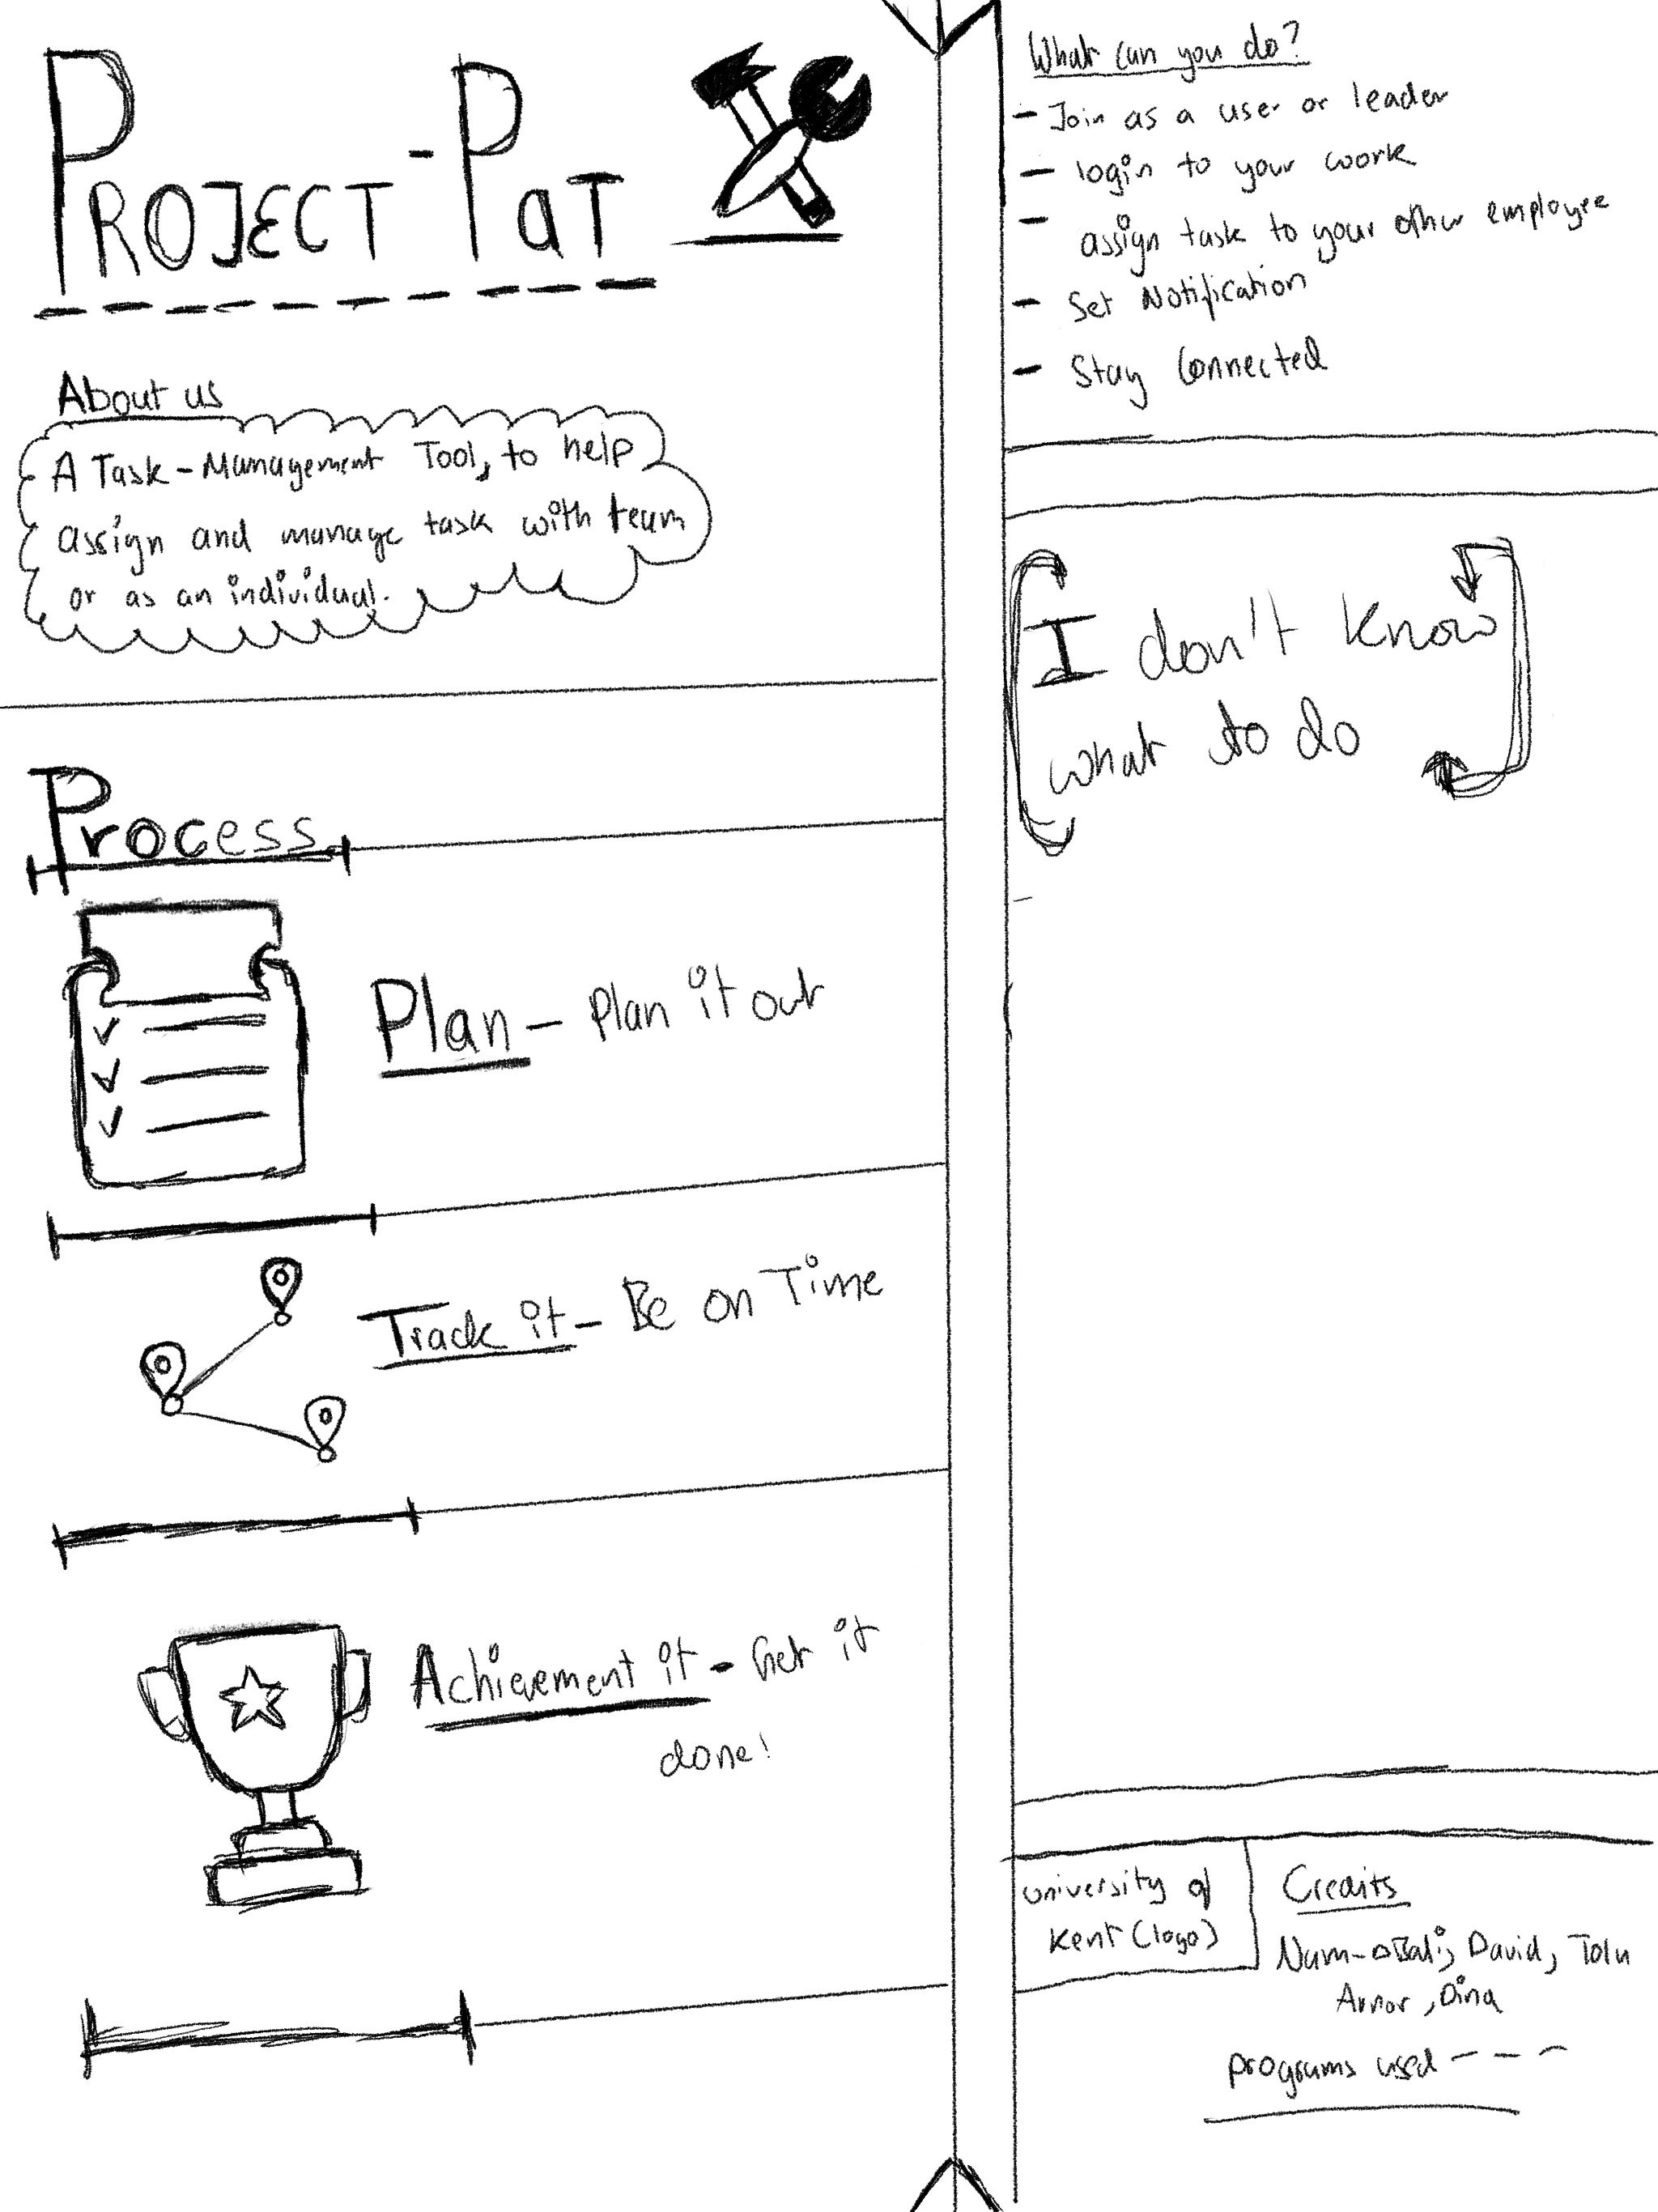 PROJECT-PaT
About us
A Task-Management Tool, to help
assign and manage task with team
or as an individual.
Process
Plan - Plan it out
Track it - Be on Time
Achievement it - Get it
done!
What can you do?
- Join as a user or leader
- login to your work
- assign task to your other employee
- Set Notification
- Stay Connected
I don't know
what to do
University of
Kent (logo)
Credits
David, Tolu
Dina
programs used - - -